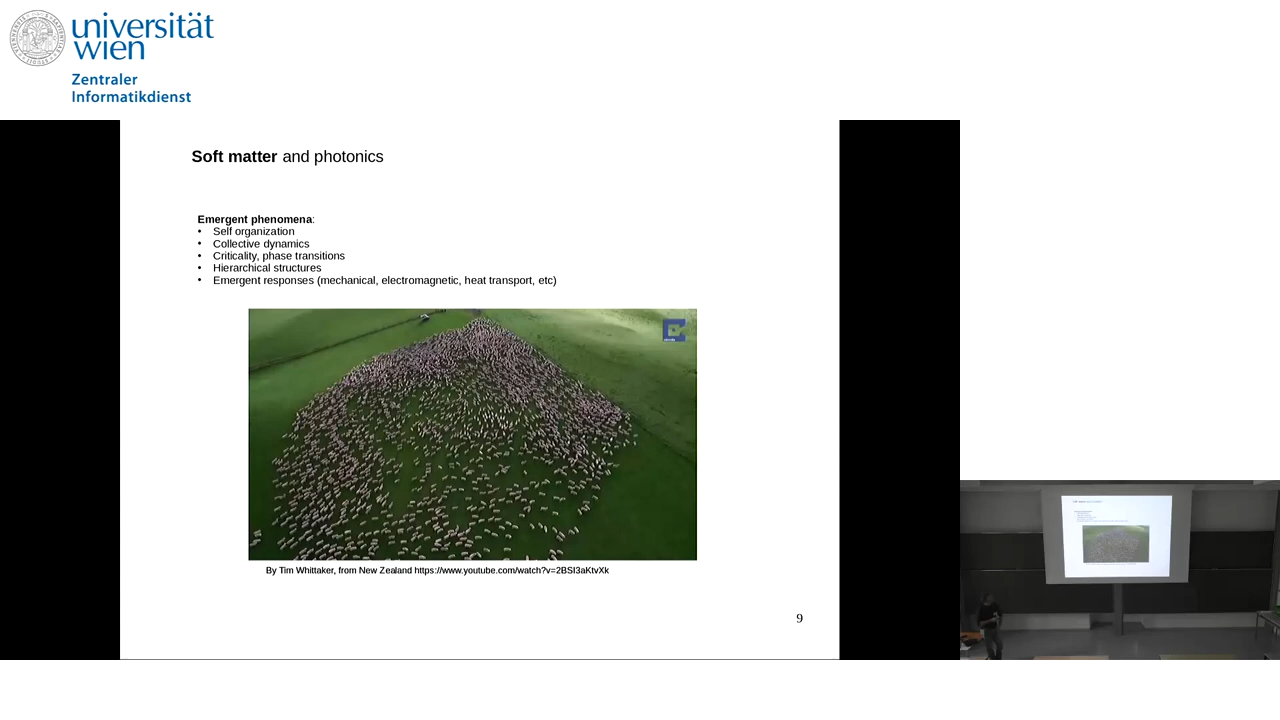 universität
wien
Zentraler
Informatikdienst
Soft matter and photonics
Emergent phenomena:
• Self organization
• Collective dynamics
• Criticality, phase transitions
• Hierarchical structures
• Emergent responses (mechanical, electromagnetic, heat transport, etc)
By Tim Whittaker, from New Zealand https://www.youtube.com/watch?v=2BSI3aKtvXk
9